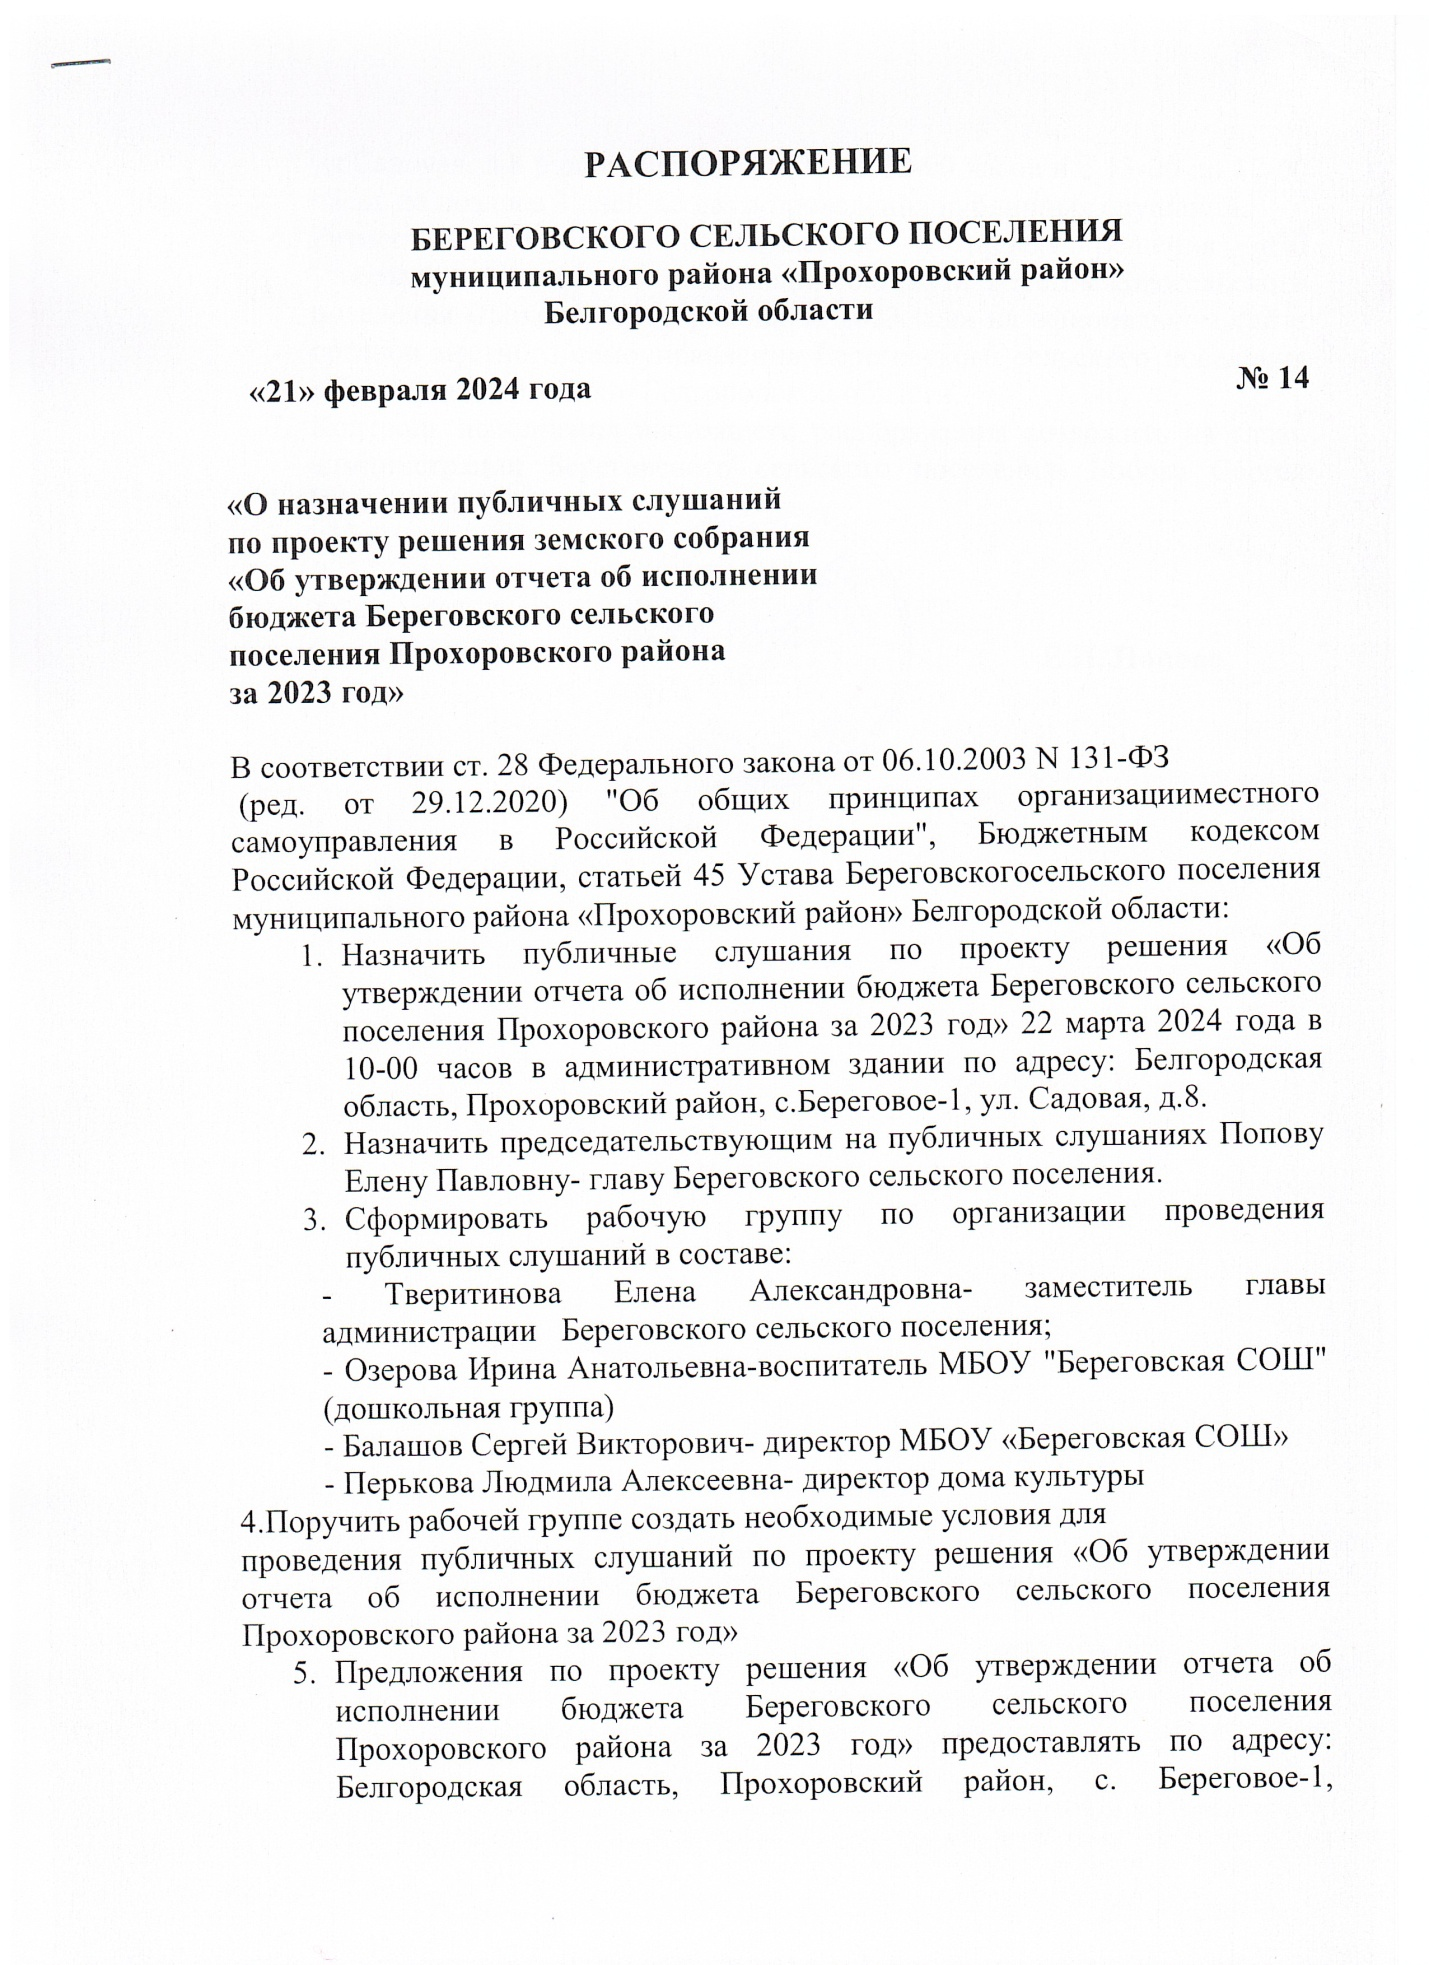 РАСПОРЯЖЕНИЕ
БЕРЕГОВСКОГО СЕЛЬСКОГО ПОСЕЛЕНИЯ
муниципального района «Прохоровский район»
Белгородской области
«21» февраля 2024 года № 14
«О назначении публичных слушаний
по проекту решения земского собрания
«Об утверждении отчета об исполнении
бюджета Береговского сельского
поселения Прохоровского района
за 2023 год»
В соответствии ст. 28 Федерального закона от 06.10.2003 N 131-ФЗ
(ред. от 29.12.2020) "Об общих принципах организацииместного
самоуправления в Российской Федерации", Бюджетным кодексом
Российской Федерации, статьей 45 Устава Береговскогосельского поселения
муниципального района «Прохоровский район» Белгородской области:
1. Назначить публичные слушания по проекту решения «Об
утверждении отчета об исполнении бюджета Береговского сельского
поселения Прохоровского района за 2023 год» 22 марта 2024 года в
10-00 часов в административном здании по адресу: Белгородская
область, Прохоровский район, с.Береговое-1, ул. Садовая, д.8.
2. Назначить председательствующим на публичных слушаниях Попову
Елену Павловну- главу Береговского сельского поселения.
3. Сформировать рабочую группу по организации проведения
публичных слушаний в составе:
- Тверитинова Елена Александровна- заместитель главы
администрации Береговского сельского поселения;
- Озерова Ирина Анатольевна-воспитатель МБОУ "Береговская СОШ"
(дошкольная группа)
- Балашов Сергей Викторович- директор МБОУ «Береговская СОШ»
- Перькова Людмила Алексеевна- директор дома культуры
4.Поручить рабочей группе создать необходимые условия для
проведения публичных слушаний по проекту решения «Об утверждении
отчета об исполнении бюджета Береговского сельского поселения
Прохоровского района за 2023 год»
5. Предложения по проекту решения «Об утверждении отчета об
исполнении бюджета Береговского сельского поселения
Прохоровского района за 2023 год» предоставлять по адресу:
Белгородская область, Прохоровский район, с. Береговое-1,